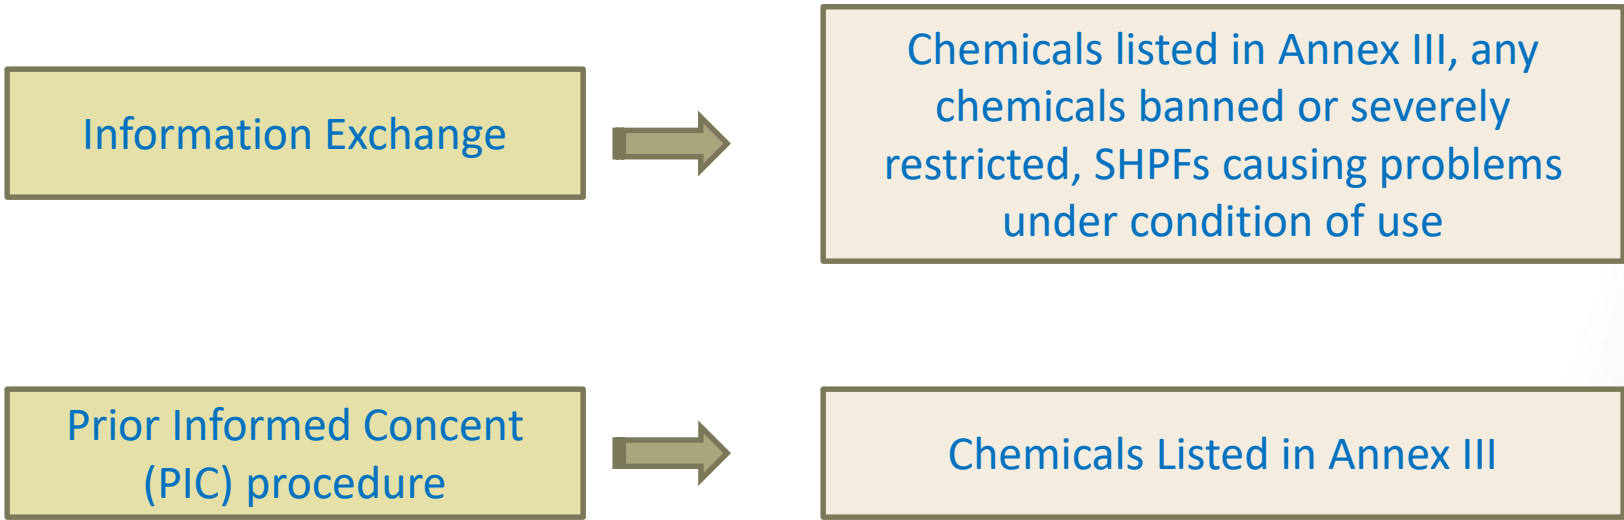 Information Exchange
Chemicals listed in Annex III, any
chemicals banned or severely
restricted, SHPFs causing problems
under condition of use
Prior Informed Concent
(PIC) procedure
Chemicals Listed in Annex III